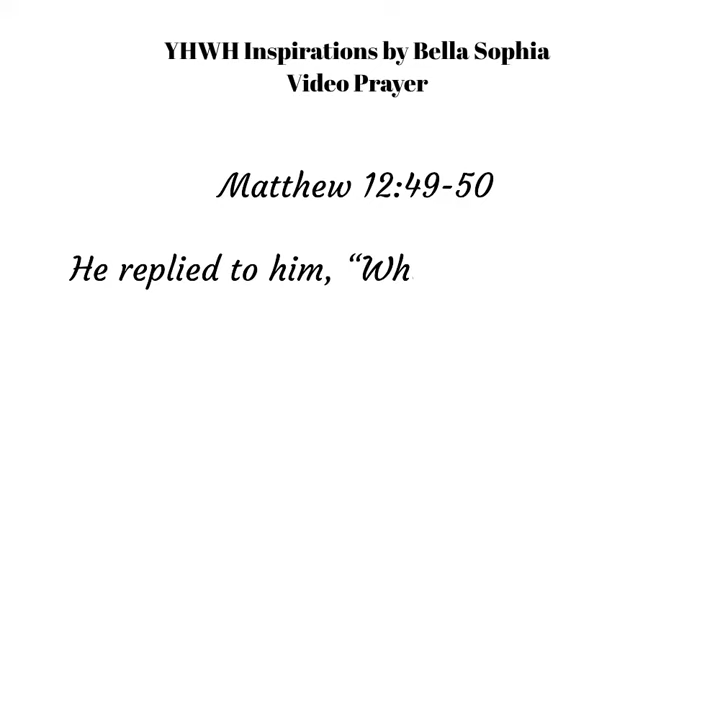 YHWH Inspirations by Bella Sophia
Video Prayer
Matthew 12:49-50
He replied to him, “Wh